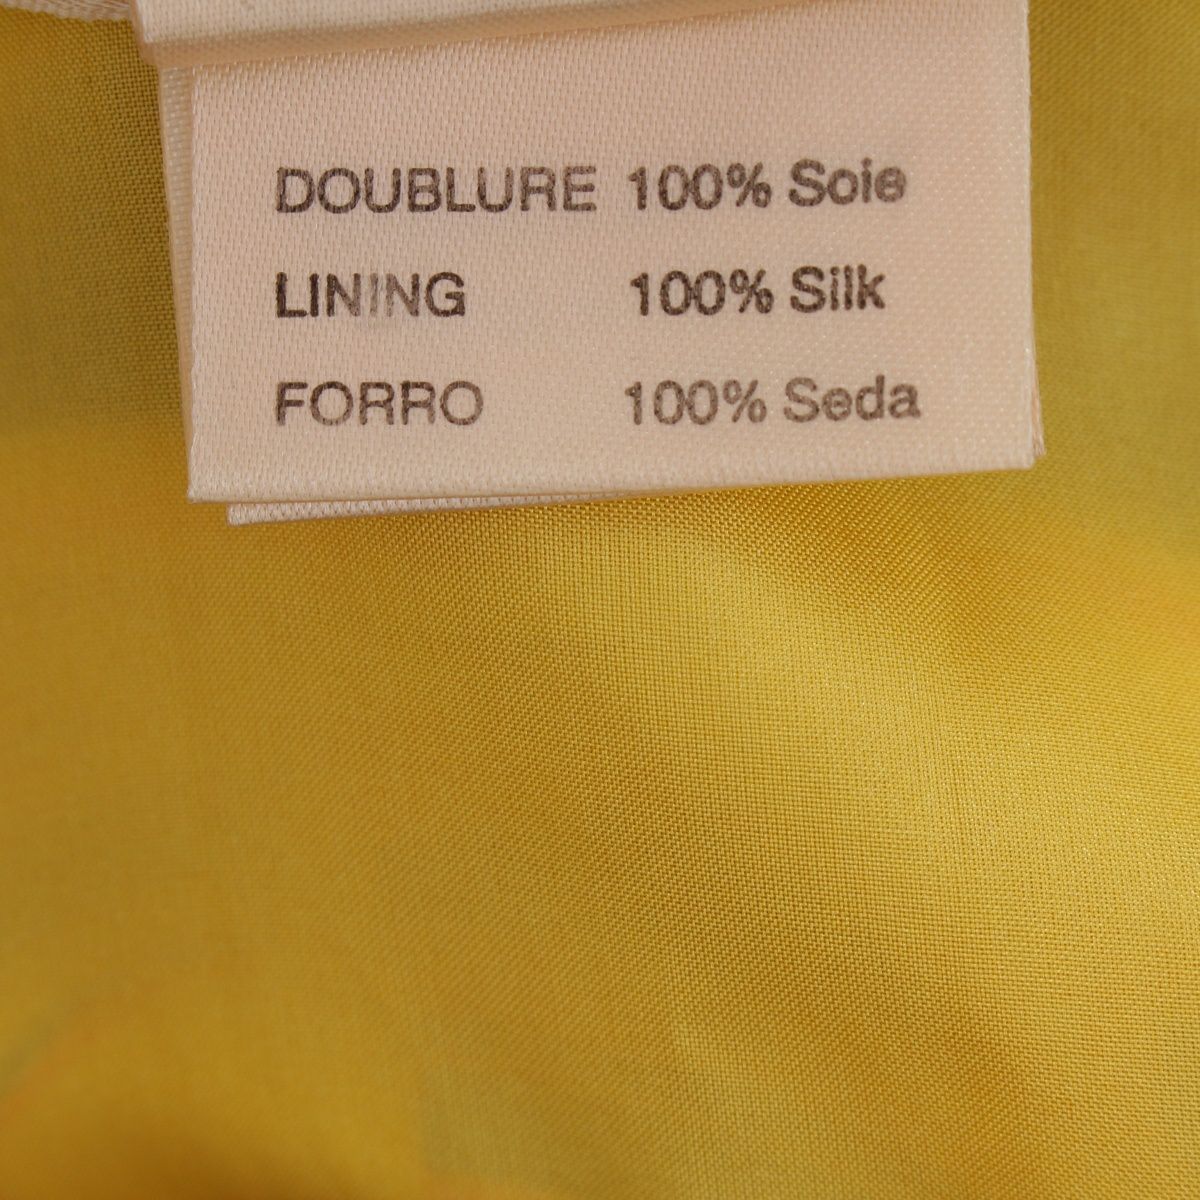 DOUBLURE 100% Soie
LINING 100% Silk
FORRO 100% Seda